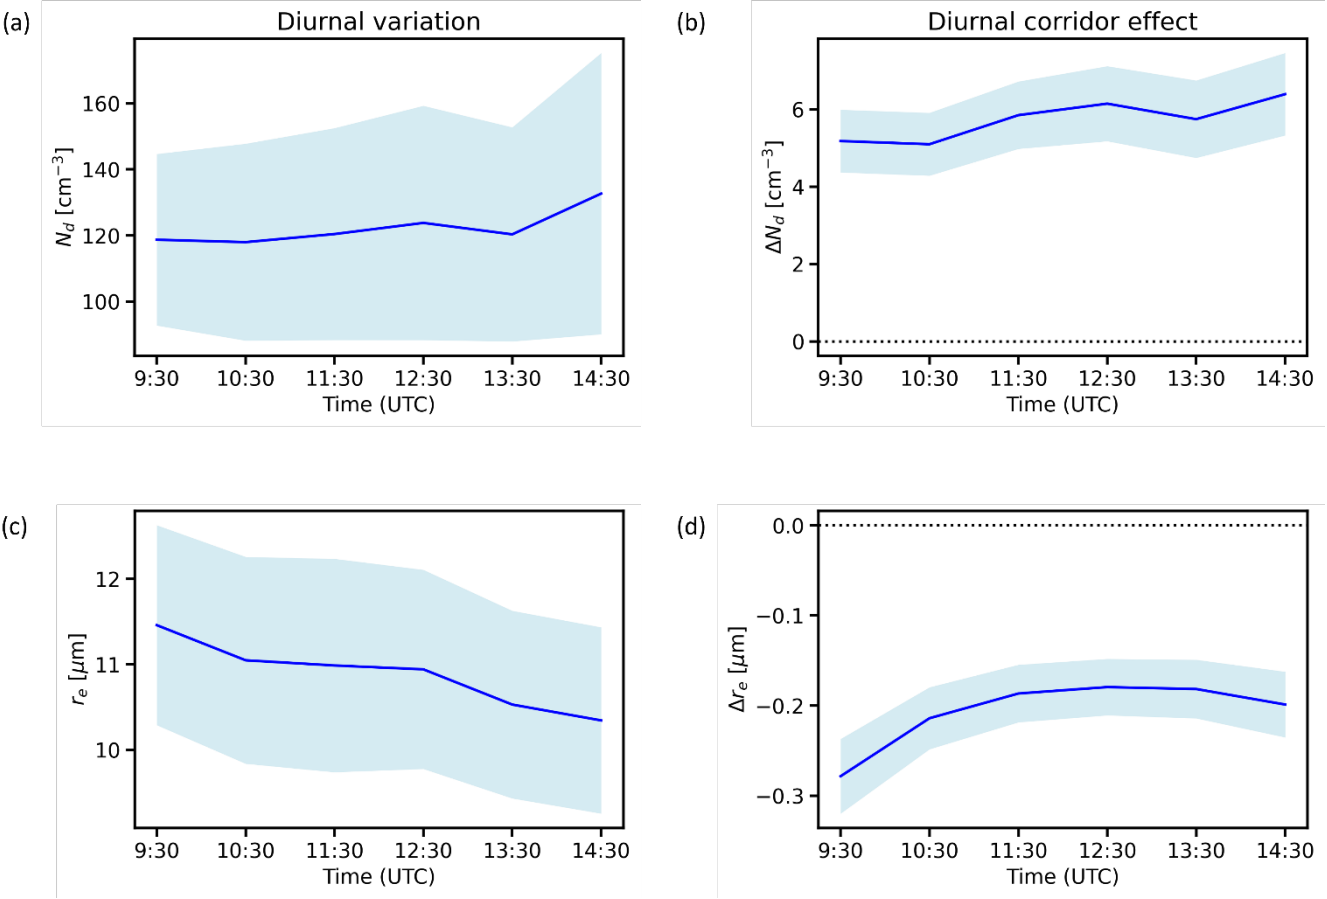 (a)
Diurnal variation
160
140
120
100
N_d [cm⁻³]
9:30 10:30 11:30 12:30 13:30 14:30
Time (UTC)
(b)
Diurnal corridor effect
6
4
2
0
ΔN_d [cm⁻³]
9:30 10:30 11:30 12:30 13:30 14:30
Time (UTC)
(c)
12
11
10
r_e [μm]
9:30 10:30 11:30 12:30 13:30 14:30
Time (UTC)
(d)
0.0
−0.1
−0.2
−0.3
Δr_e [μm]
9:30 10:30 11:30 12:30 13:30 14:30
Time (UTC)